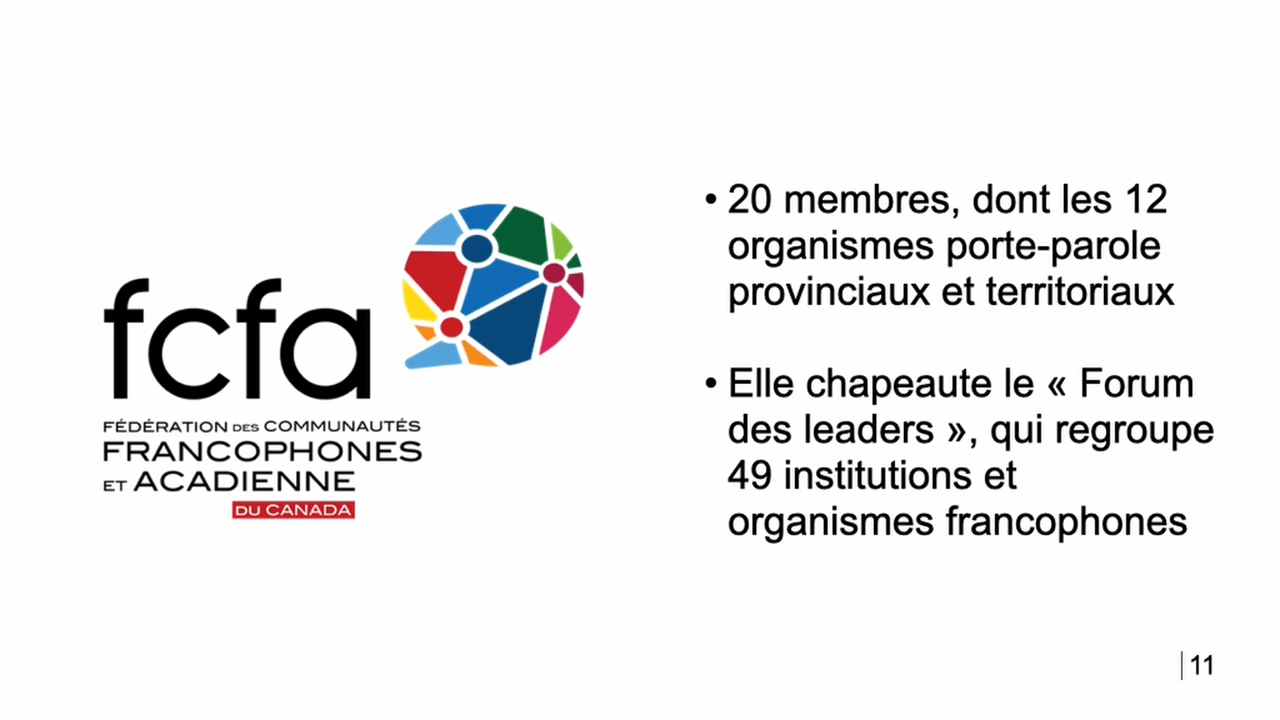 fcfa
FÉDÉRATION DES COMMUNAUTÉS
FRANCOPHONES
ET ACADIENNE
DU CANADA
• 20 membres, dont les 12
organismes porte-parole
provinciaux et territoriaux
• Elle chapeaute le « Forum
des leaders », qui regroupe
49 institutions et
organismes francophones
11